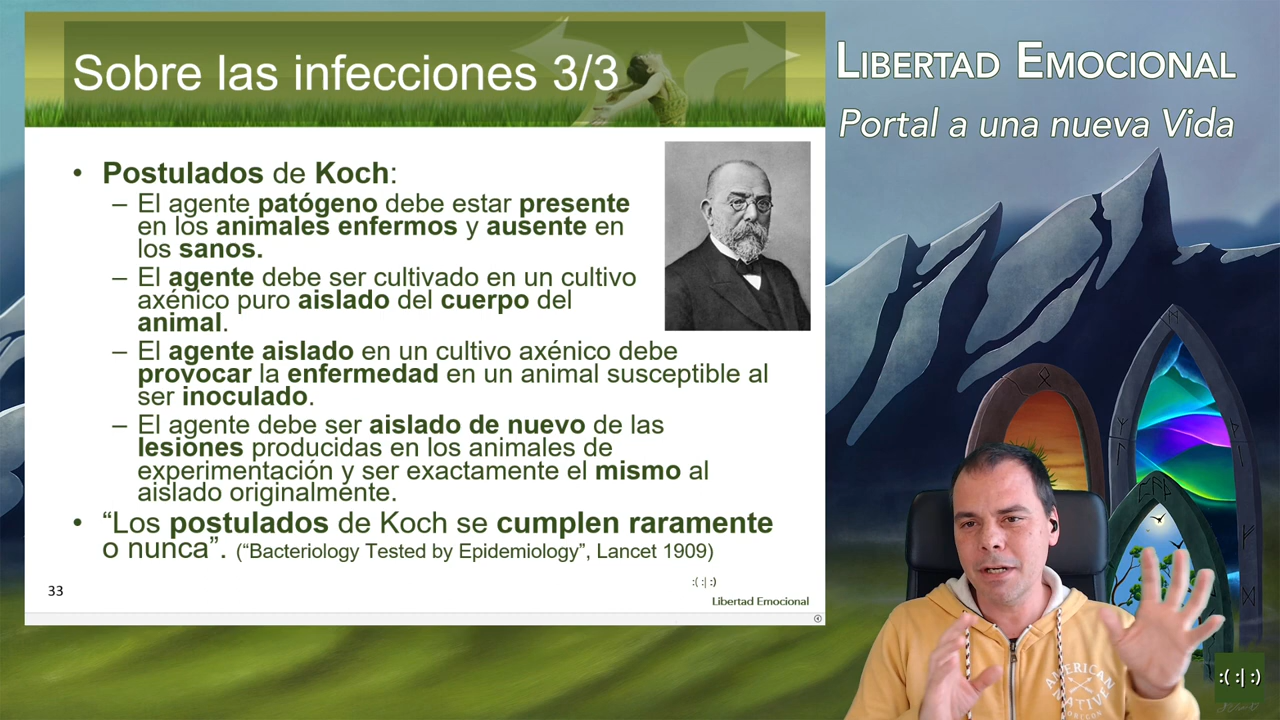 Sobre las infecciones 3/3
LIBERTAD EMOCIONAL
Portal a una nueva Vida
• Postulados de Koch:
– El agente patógeno debe estar presente
en los animales enfermos y ausente en
los sanos.
– El agente debe ser cultivado en un cultivo
axénico puro aislado del cuerpo del
animal.
– El agente aislado en un cultivo axénico debe
provocar la enfermedad en un animal susceptible al
ser inoculado.
– El agente debe ser aislado de nuevo de las
lesiones producidas en los animales de
experimentación y ser exactamente el mismo al
aislado originalmente.
• “Los postulados de Koch se cumplen raramente
o nunca”. (“Bacteriology Tested by Epidemiology”, Lancet 1909)
33
:( :| :)
Libertad Emocional
AMERICAN
NATIVE
:( :| :)